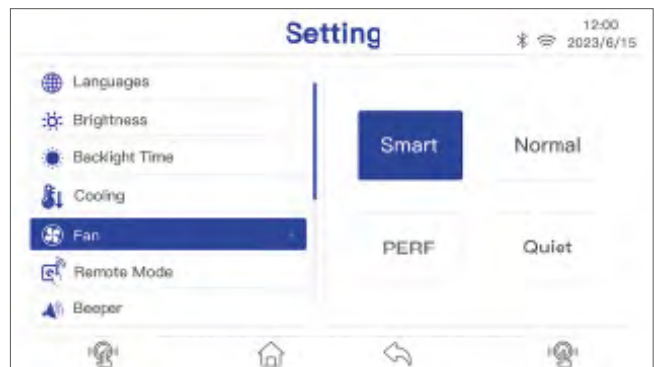 Setting
12:00
2023/6/15
Languages
Brightness
Backlight Time
Cooling
Fan
Remote Mode
Beeper
Smart
Normal
PERF
Quiet